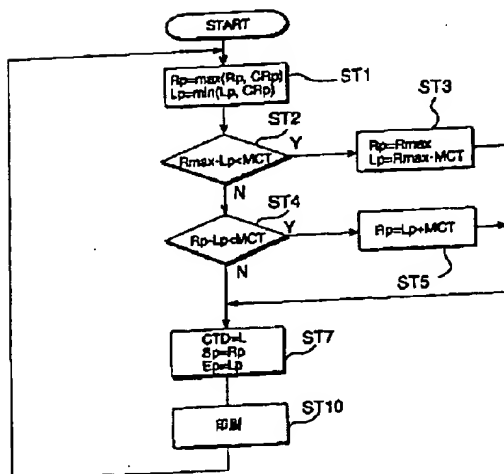 START
Rp=max(Rp, CRp)
Lp=min(Lp, CRp)
ST1
ST2
Rmax-Lp<MCT
Y
N
ST3
Rp=Rmax
Lp=Rmax-MCT
ST4
Rp-Lp<MCT
Y
N
Rp=Lp+MCT
ST5
CTD=L
Sp=Rp
Ep=Lp
ST7
印刷
ST10